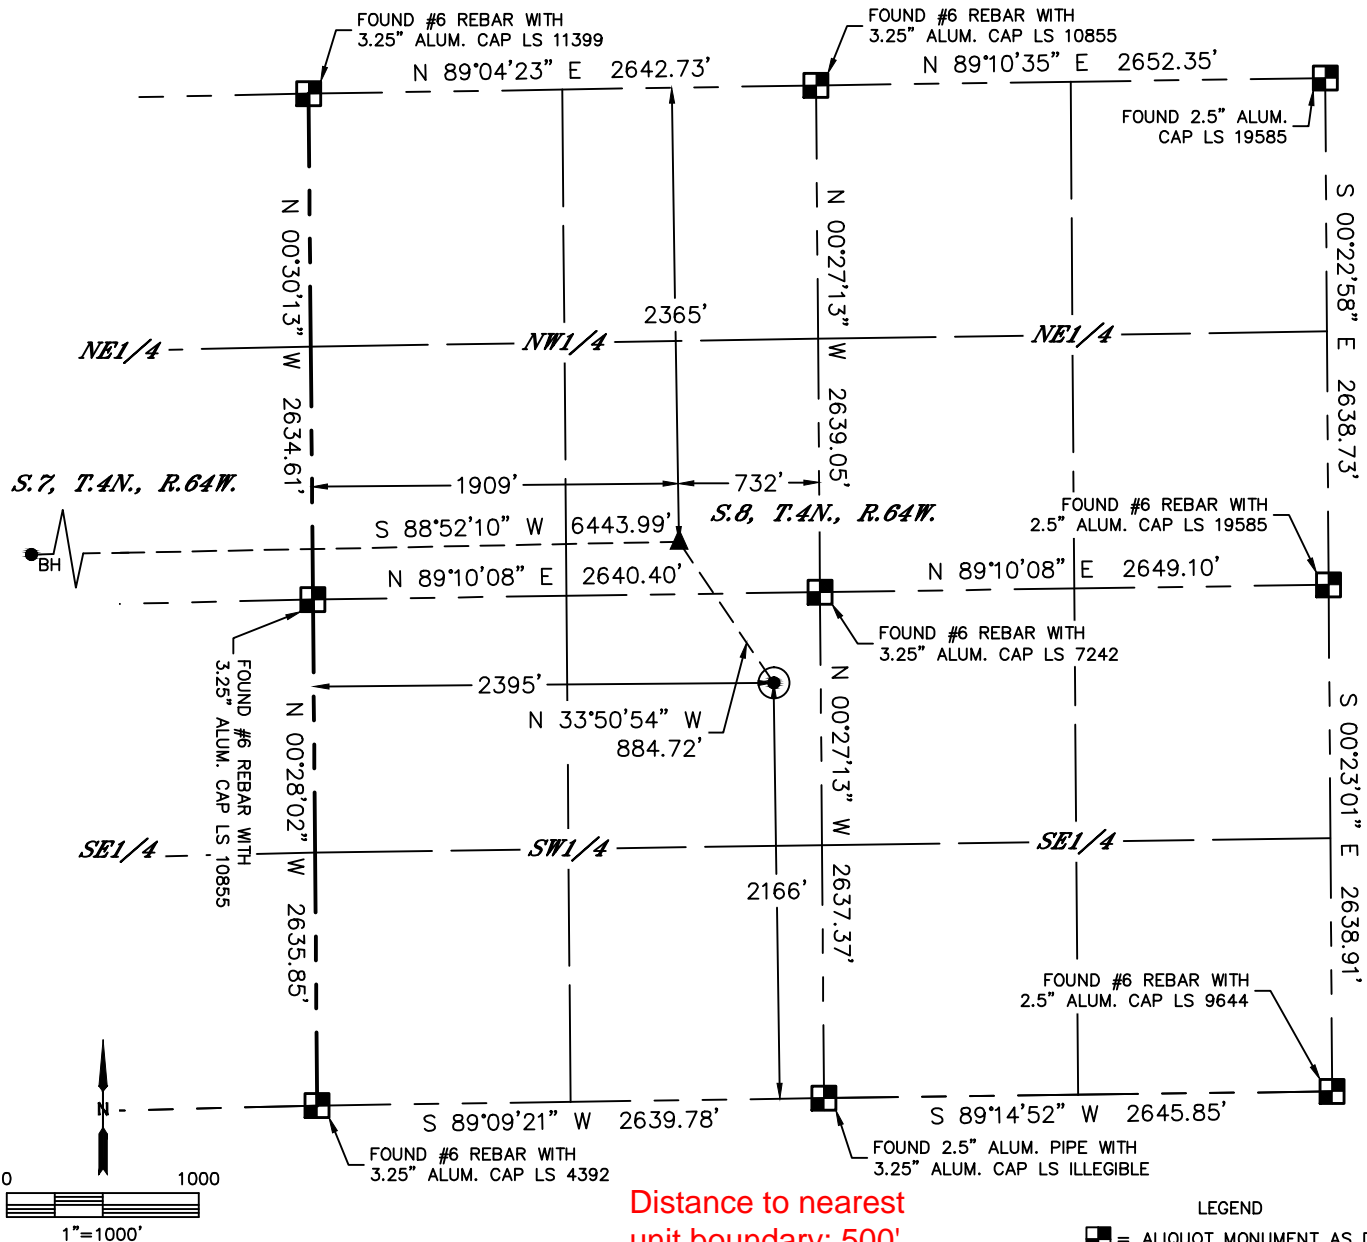 FOUND #6 REBAR WITH
3.25" ALUM. CAP LS 11399
FOUND #6 REBAR WITH
3.25" ALUM. CAP LS 10855
N 89°04'23" E 2642.73'
N 89°10'35" E 2652.35'
FOUND 2.5" ALUM.
CAP LS 19585
N 00°30'13" W 2634.61'
N 00°27'13" W 2639.05'
S 00°22'58" E 2638.73'
2365'
NE1/4
NW1/4
NE1/4
S.7, T.4N., R.64W.
1909'
732'
S.8, T.4N., R.64W.
FOUND #6 REBAR WITH
2.5" ALUM. CAP LS 19585
S 88°52'10" W 6443.99'
BH
N 89°10'08" E 2640.40'
N 89°10'08" E 2649.10'
FOUND #6 REBAR WITH
3.25" ALUM. CAP LS 7242
FOUND #6 REBAR WITH
3.25" ALUM. CAP LS 10855
2395'
N 33°50'54" W
884.72'
N 00°28'02" W 2635.85'
N 00°27'13" W 2637.37'
S 00°23'01" E 2638.91'
SE1/4
SW1/4
SE1/4
2166'
FOUND #6 REBAR WITH
2.5" ALUM. CAP LS 9644
N
S 89°09'21" W 2639.78'
S 89°14'52" W 2645.85'
FOUND #6 REBAR WITH
3.25" ALUM. CAP LS 4392
FOUND 2.5" ALUM. PIPE WITH
3.25" ALUM. CAP LS ILLEGIBLE
0 1000
1"=1000'
Distance to nearest
unit boundary: 500'
LEGEND
= ALIQUOT MONUMENT AS